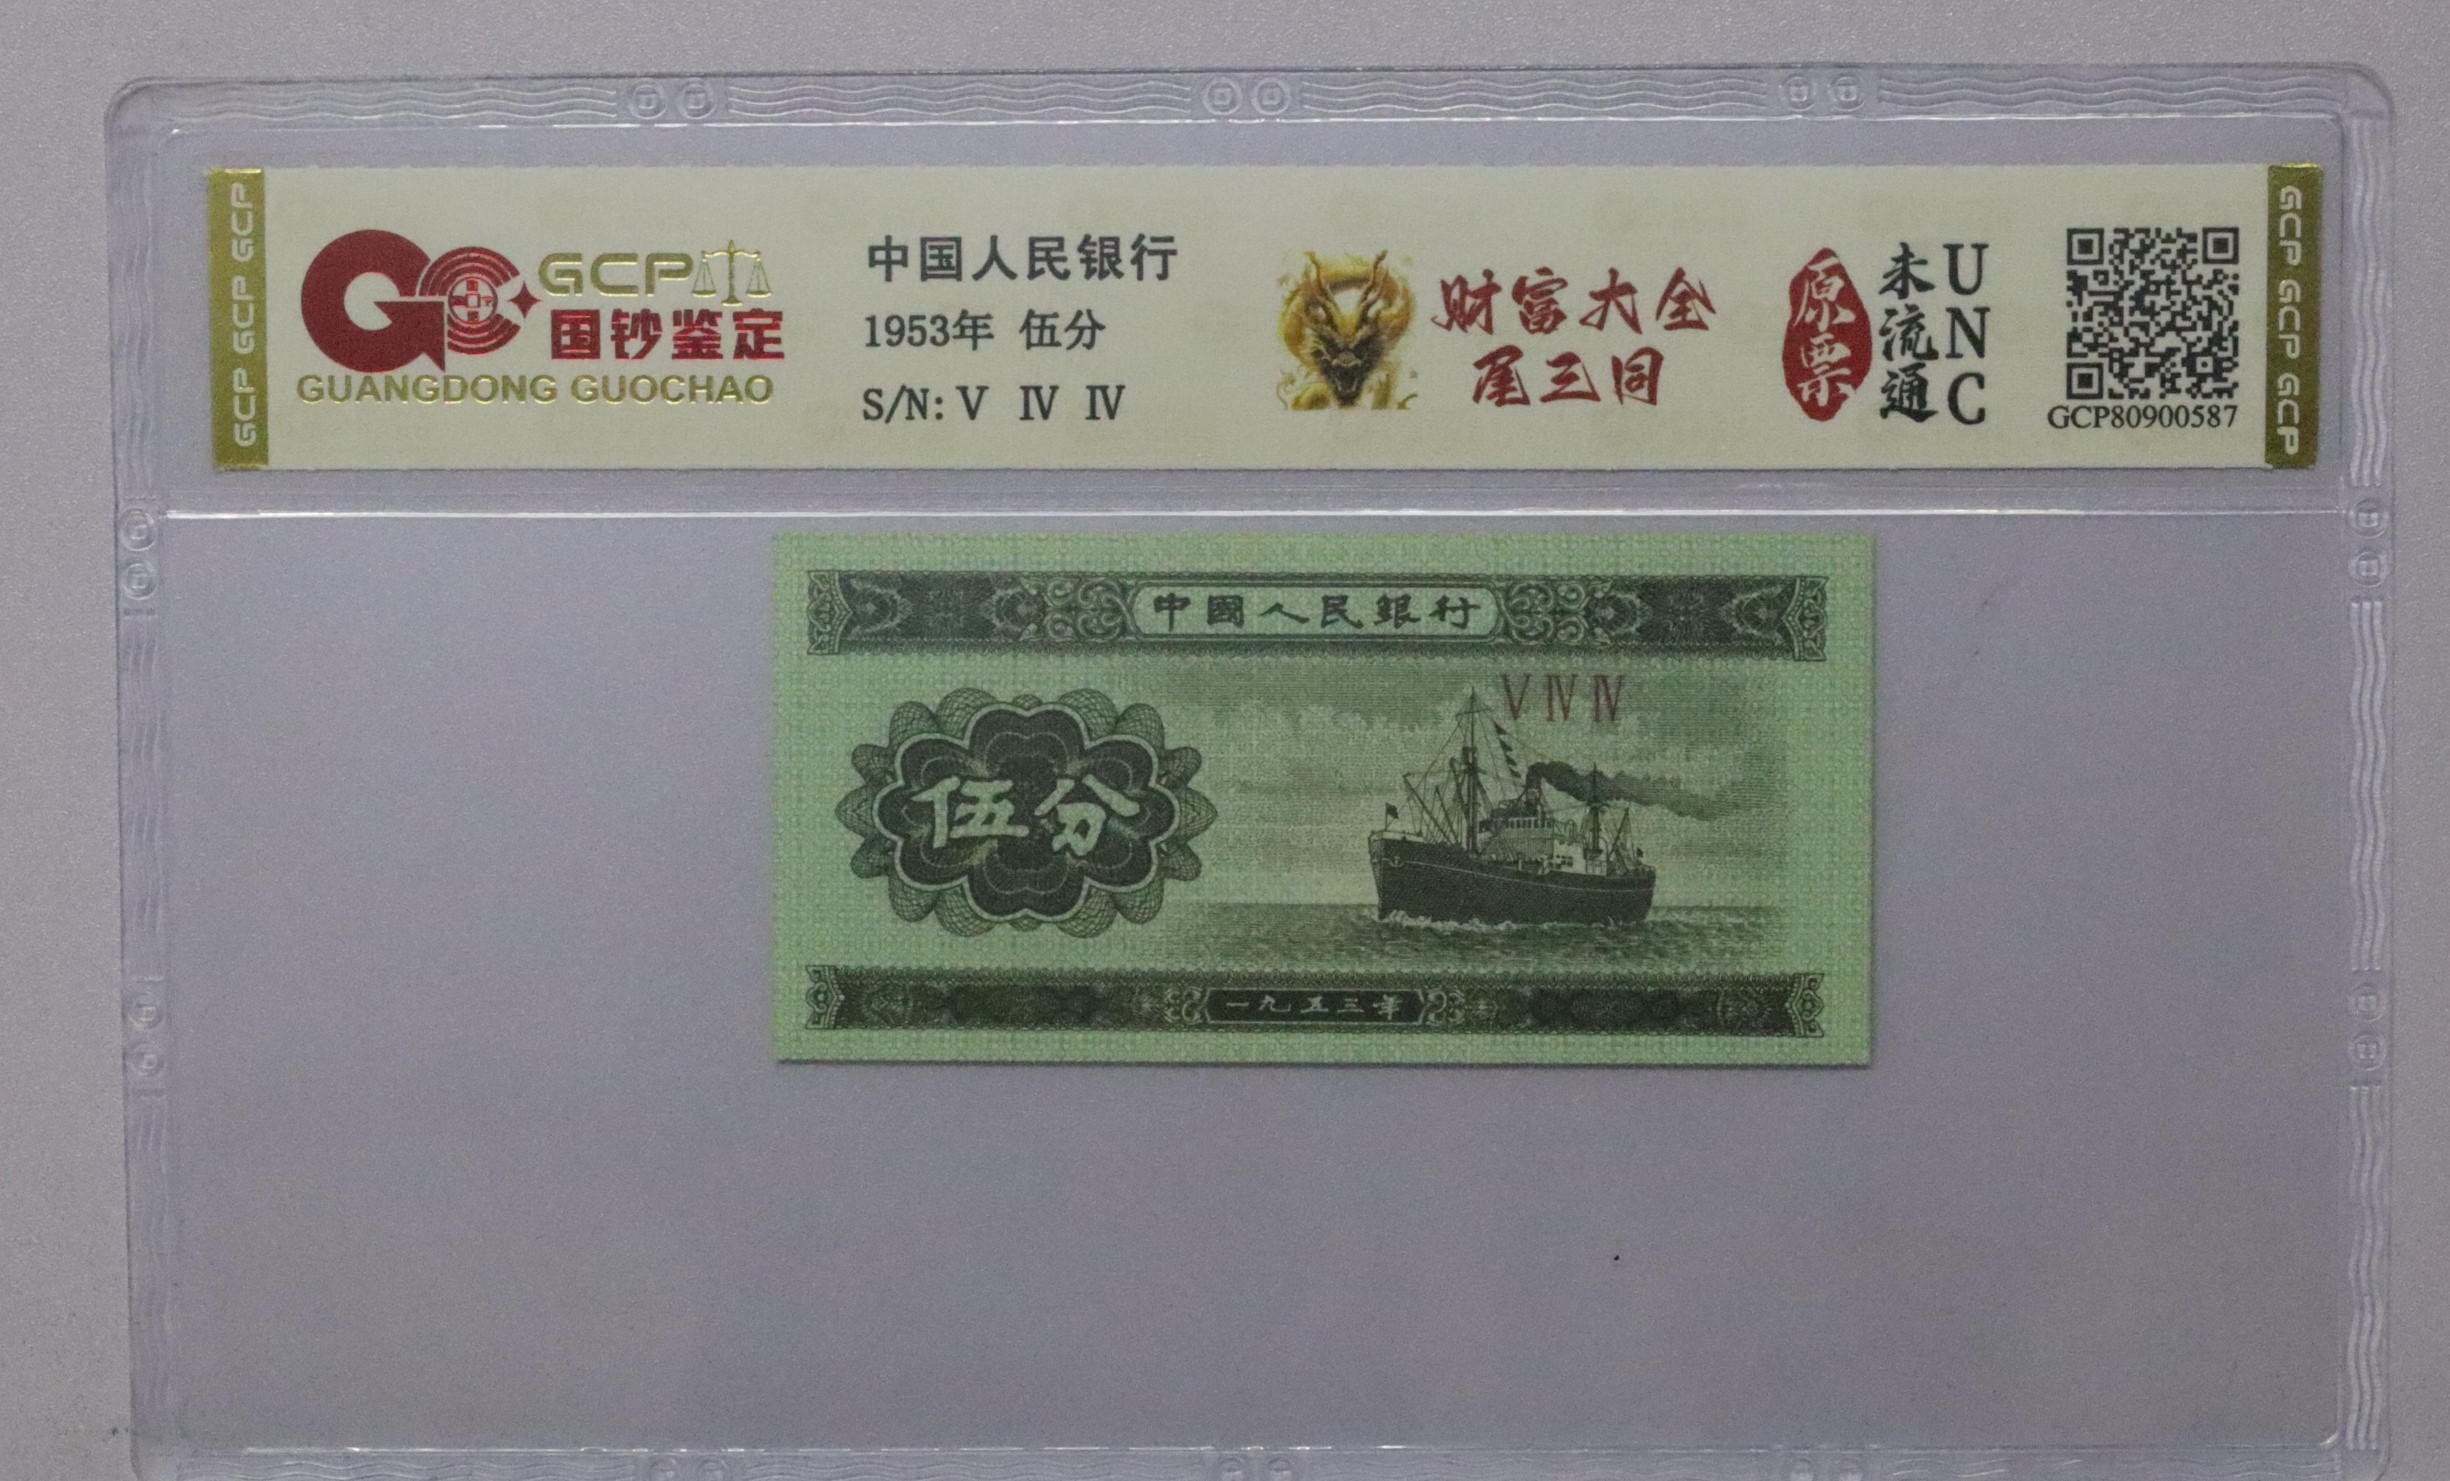 GCP GCP GCP
GCP
国钞鉴定
GUANGDONG GUOCHAO
中国人民银行
1953年 伍分
S/N: Ⅴ Ⅳ Ⅳ
财富大全
尾三同
原票
未流通
UNC
GCP80900587
GCP GCP GCP
中國人民銀行
Ⅴ Ⅳ Ⅳ
伍分
一九五三年